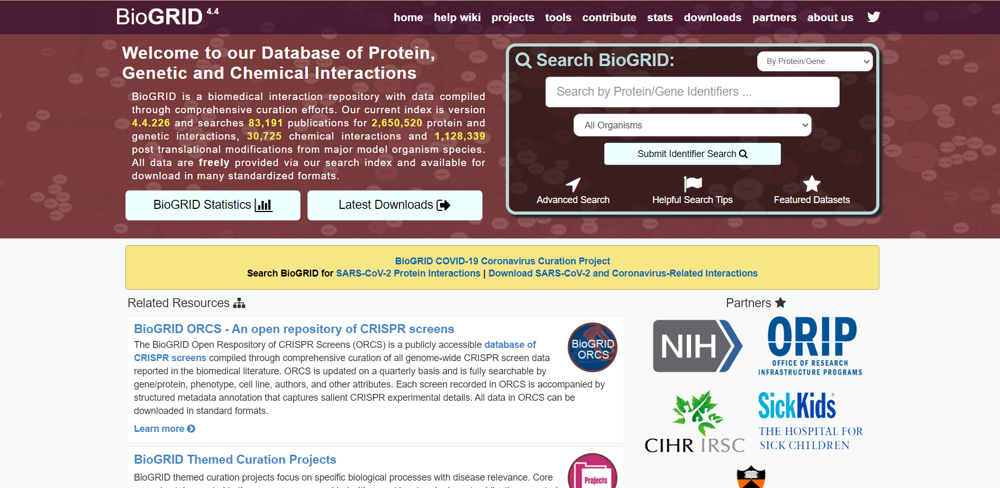 BioGRID 4.4
home help wiki projects tools contribute stats downloads partners about us
Welcome to our Database of Protein,
Genetic and Chemical Interactions
BioGRID is a biomedical interaction repository with data compiled
through comprehensive curation efforts. Our current index is version
4.4.226 and searches 83,191 publications for 2,650,520 protein and
genetic interactions, 30,725 chemical interactions and 1,128,339
post translational modifications from major model organism species.
All data are freely provided via our search index and available for
download in many standardized formats.
BioGRID Statistics
Latest Downloads
Search BioGRID:
By Protein/Gene
Search by Protein/Gene Identifiers ...
All Organisms
Submit Identifier Search
Advanced Search
Helpful Search Tips
Featured Datasets
BioGRID COVID-19 Coronavirus Curation Project
Search BioGRID for SARS-CoV-2 Protein Interactions | Download SARS-CoV-2 and Coronavirus-Related Interactions
Related Resources
BioGRID ORCS - An open repository of CRISPR screens
The BioGRID Open Respository of CRISPR Screens (ORCS) is a publicly accessible database of
CRISPR screens compiled through comprehensive curation of all genome-wide CRISPR screen data
reported in the biomedical literature. ORCS is updated on a quarterly basis and is fully searchable by
gene/protein, phenotype, cell line, authors, and other attributes. Each screen recorded in ORCS is accompanied by
structured metadata annotation that captures salient CRISPR experimental details. All data in ORCS can be
downloaded in standard formats.
Learn more
BioGRID
ORCS
BioGRID Themed Curation Projects
BioGRID themed curation projects focus on specific biological processes with disease relevance. Core
Projects
Partners
NIH
ORIP
OFFICE OF RESEARCH
INFRASTRUCTURE PROGRAMS
CIHR IRSC
SickKids®
THE HOSPITAL FOR
SICK CHILDREN